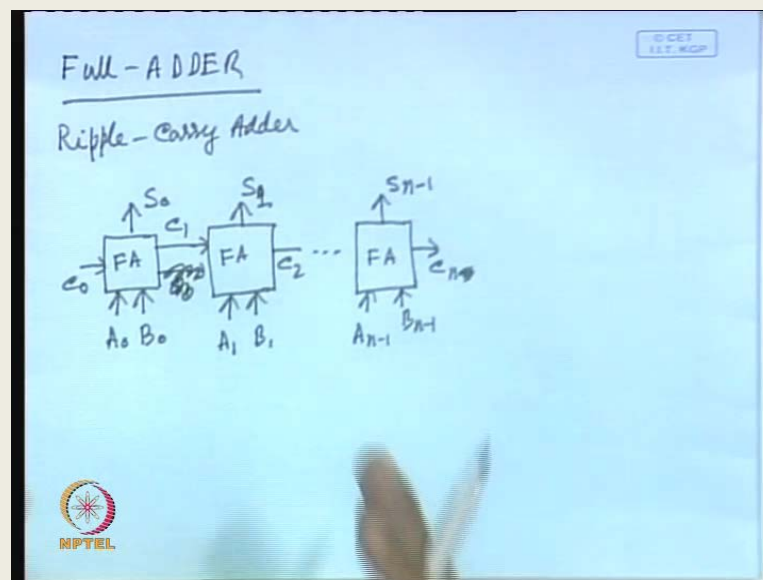 © CET
I.I.T. KGP
Full-ADDER
Ripple-Carry Adder
S0 S1 Sn-1
C1
C0 FA FA C2 ... FA Cn
A0 B0 A1 B1 An-1 Bn-1
NPTEL